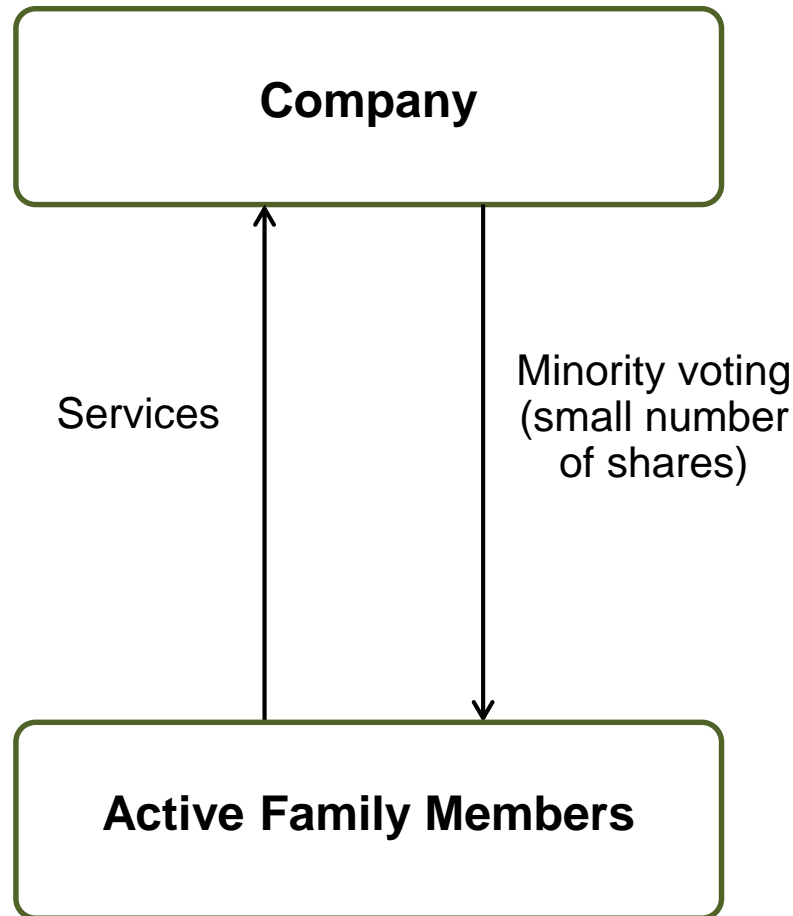 Company
Services
Minority voting
(small number
of shares)
Active Family Members